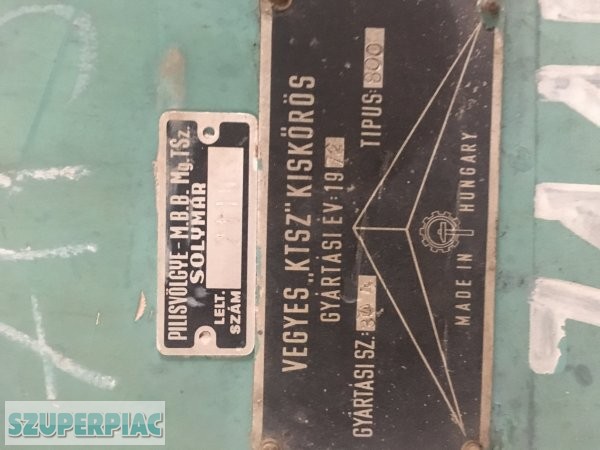 PILISVÖLGYE - M.B.B. Mg.TSz.
SOLYMÁR
LELT.
SZÁM
VEGYES „KTSZ” KISKŐRÖS
GYÁRTÁSI ÉV: 1972
GYÁRTÁSI SZ.:
TIPUS: 800
MADE IN HUNGARY
SZUPERPIAC